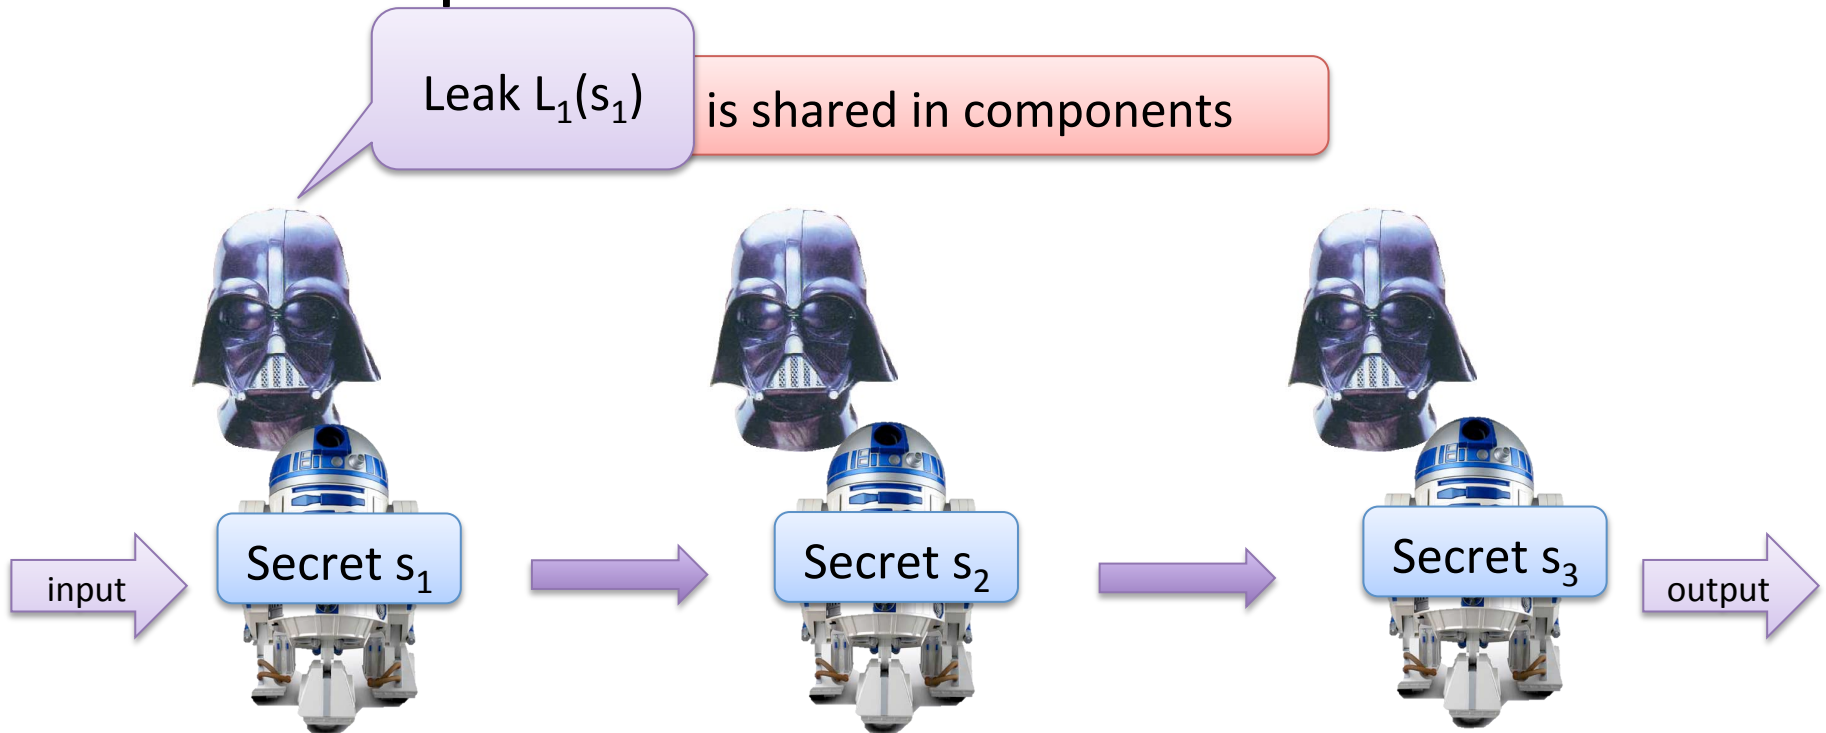 Leak L₁(s₁)
is shared in components
Secret s₁
Secret s₂
Secret s₃
input
output